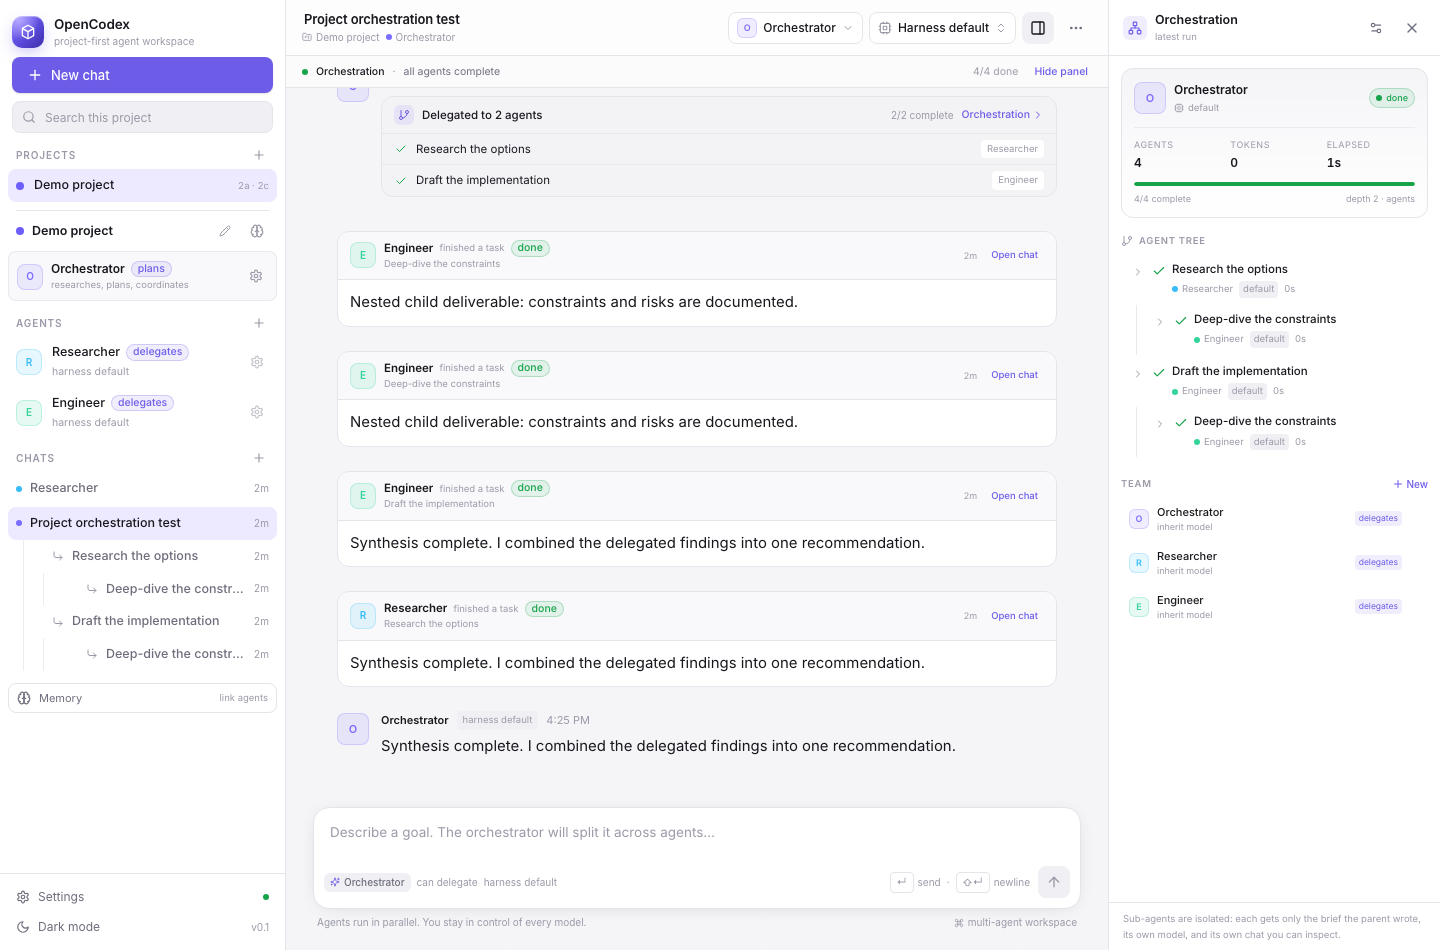 OpenCodex
project-first agent workspace
New chat
Search this project
PROJECTS
Demo project
2a · 2c
Demo project
O
Orchestrator
plans
researches, plans, coordinates
AGENTS
R
Researcher
delegates
harness default
E
Engineer
delegates
harness default
CHATS
Researcher
2m
Project orchestration test
2m
Research the options
2m
Deep-dive the constr...
2m
Draft the implementation
2m
Deep-dive the constr...
2m
Memory
link agents
Settings
Dark mode
v0.1
Project orchestration test
Demo project
Orchestrator
O
Orchestrator
Harness default
Orchestration · all agents complete
4/4 done
Hide panel
Delegated to 2 agents
2/2 complete
Orchestration
Research the options
Researcher
Draft the implementation
Engineer
E
Engineer finished a task done
Deep-dive the constraints
2m
Open chat
Nested child deliverable: constraints and risks are documented.
E
Engineer finished a task done
Deep-dive the constraints
2m
Open chat
Nested child deliverable: constraints and risks are documented.
E
Engineer finished a task done
Draft the implementation
2m
Open chat
Synthesis complete. I combined the delegated findings into one recommendation.
R
Researcher finished a task done
Research the options
2m
Open chat
Synthesis complete. I combined the delegated findings into one recommendation.
O
Orchestrator harness default 4:25 PM
Synthesis complete. I combined the delegated findings into one recommendation.
Describe a goal. The orchestrator will split it across agents...
Orchestrator can delegate harness default
send · newline
Agents run in parallel. You stay in control of every model.
multi-agent workspace
Orchestration
latest run
O
Orchestrator
default
done
AGENTS TOKENS ELAPSED
4 0 1s
4/4 complete
depth 2 · agents
AGENT TREE
Research the options
Researcher default 0s
Deep-dive the constraints
Engineer default 0s
Draft the implementation
Engineer default 0s
Deep-dive the constraints
Engineer default 0s
TEAM
New
O
Orchestrator
inherit model
delegates
R
Researcher
inherit model
delegates
E
Engineer
inherit model
delegates
Sub-agents are isolated: each gets only the brief the parent wrote,
its own model, and its own chat you can inspect.